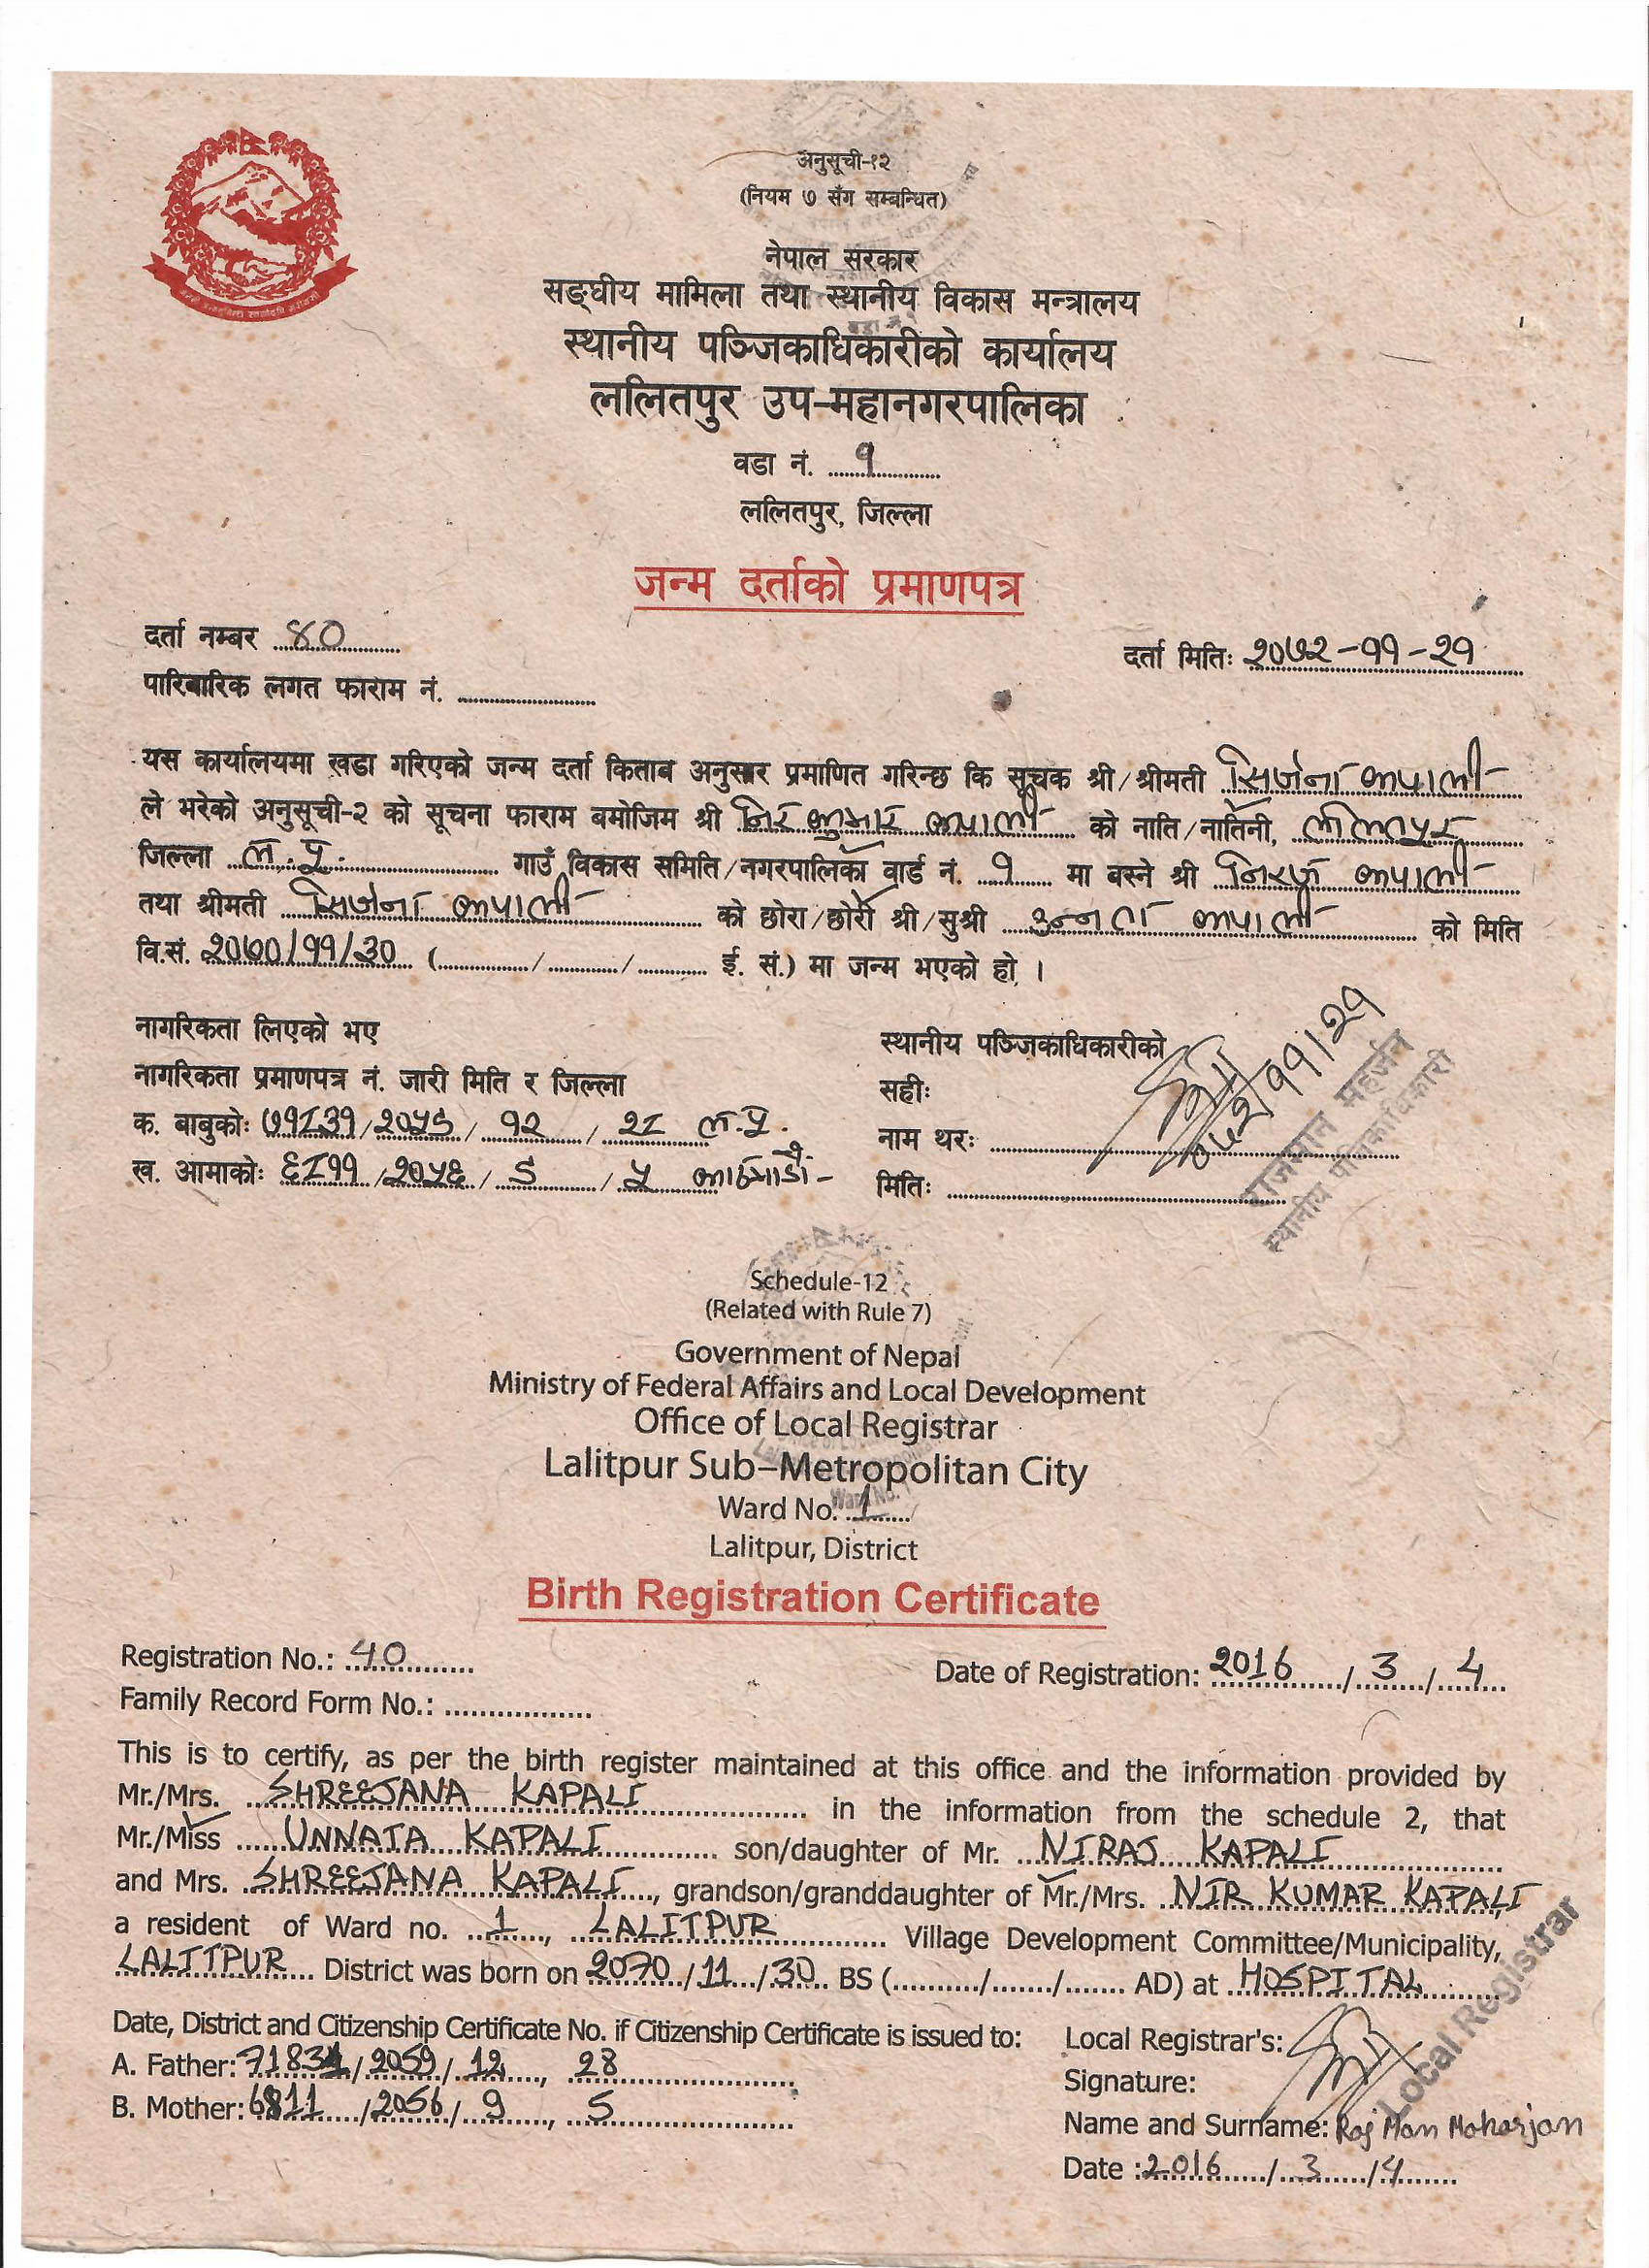 अनुसूची-१२
(नियम ७ सँग सम्बन्धित)
नेपाल सरकार
सङ्घीय मामिला तथा स्थानीय विकास मन्त्रालय
स्थानीय पञ्जिकाधिकारीको कार्यालय
ललितपुर उप-महानगरपालिका
वडा नं. १
ललितपुर, जिल्ला
जन्म दर्ताको प्रमाणपत्र
दर्ता नम्बर ४०
दर्ता मितिः २०७२-११-२१
पारिवारिक लगत फाराम नं. ..........
यस कार्यालयमा खडा गरिएको जन्म दर्ता किताब अनुसार प्रमाणित गरिन्छ कि सूचक श्री/श्रीमती सिर्जना कपाली
ले भरेको अनुसूची-२ को सूचना फाराम बमोजिम श्री निर कुमार कपाली को नाति/नातिनी, ललितपुर
जिल्ला ल.पु. गाउँ विकास समिति/नगरपालिका वार्ड नं. १ मा बस्ने श्री निरज कपाली
तथा श्रीमती सिर्जना कपाली को छोरा/छोरी श्री/सुश्री उन्नता कपाली को मिति
वि.सं. २०७०/११/३० (........../........../.......... ई. सं.) मा जन्म भएको हो ।
नागरिकता लिएको भए
नागरिकता प्रमाणपत्र नं. जारी मिति र जिल्ला
क. बाबुकोः ७१८३१/२०५९/१२/२८ ल.पु.
ख. आमाकोः ६८११/२०५६/९/५ काठमाडौं
स्थानीय पञ्जिकाधिकारीको
सहीः
०७२/११/२१
नाम थरः
मितिः
राजमान महर्जन
स्थानीय पंजिकाधिकारी
Schedule-12
(Related with Rule 7)
Government of Nepal
Ministry of Federal Affairs and Local Development
Office of Local Registrar
Lalitpur Sub-Metropolitan City
Ward No. 1
Lalitpur, District
Birth Registration Certificate
Registration No.: 40
Date of Registration: 2016/3/4
Family Record Form No.: ..........
This is to certify, as per the birth register maintained at this office and the information provided by
Mr./Mrs. SHREEJANA KAPALI in the information from the schedule 2, that
Mr./Miss UNNATA KAPALI son/daughter of Mr. NIRAJ KAPALI
and Mrs. SHREEJANA KAPALI, grandson/granddaughter of Mr./Mrs. NIR KUMAR KAPALI,
a resident of Ward no. 1, LALITPUR Village Development Committee/Municipality,
LALITPUR District was born on 2070/11/30 BS (........../......../....... AD) at HOSPITAL
Date, District and Citizenship Certificate No. if Citizenship Certificate is issued to:
A. Father: 71831/2059/12, 28
B. Mother: 6811/2056/9, 5
Local Registrar's:
Signature:
Name and Surname: Raj Man Maharjan
Date : 2016/3/4
Local Registrar